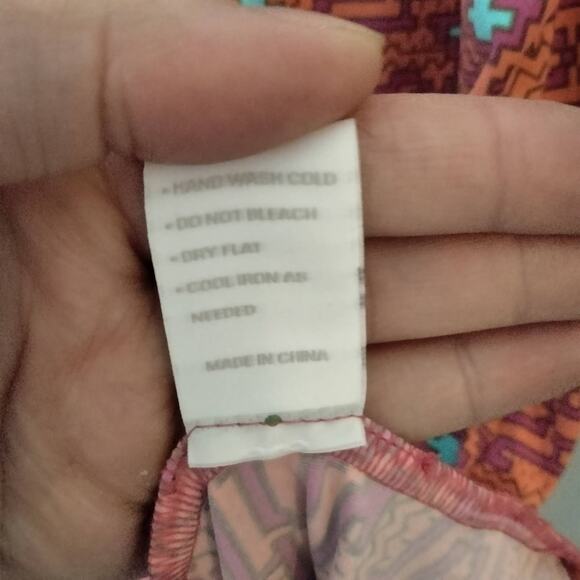 • HAND WASH COLD
• DO NOT BLEACH
• DRY FLAT
• COOL IRON AS
NEEDED
MADE IN CHINA